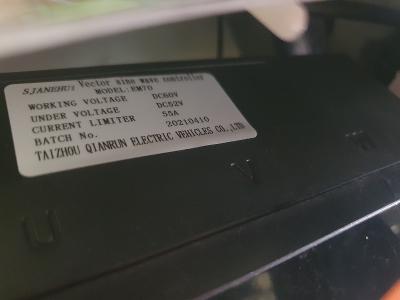 SJANEHUI Vector sine wave controller
MODEL:EM70
WORKING VOLTAGE DC60V
UNDER VOLTAGE DC52V
CURRENT LIMITER 55A
BATCH No. 20210410
TAIZHOU QIANRUN ELECTRIC VEHICLES CO.,LTD
U V W